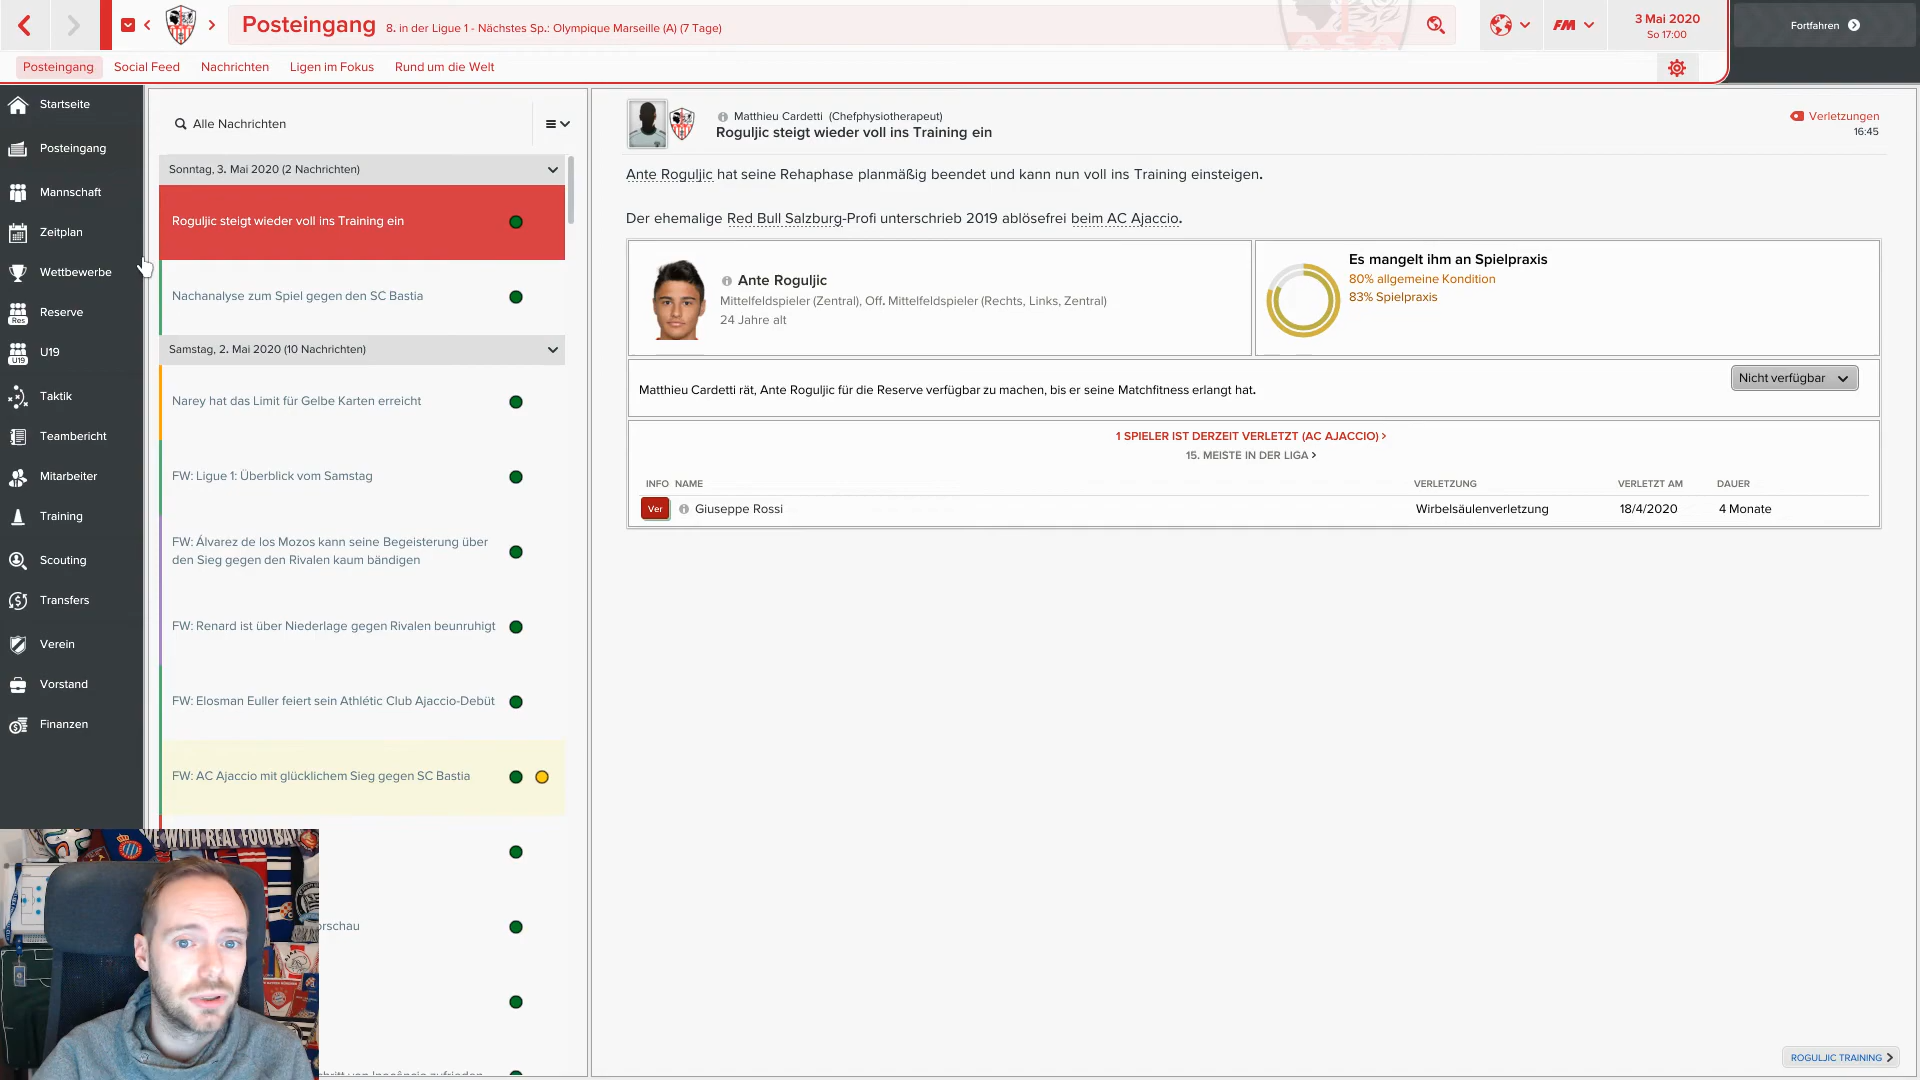 Posteingang
8. in der Ligue 1 - Nächstes Sp.: Olympique Marseille (A) (7 Tage)
FM
3 Mai 2020
So 17:00
Fortfahren
Posteingang
Social Feed
Nachrichten
Ligen im Fokus
Rund um die Welt
Startseite
Posteingang
Mannschaft
Zeitplan
Wettbewerbe
Res
Reserve
U19
U19
Taktik
Teambericht
Mitarbeiter
Training
Scouting
Transfers
Verein
Vorstand
Finanzen
Alle Nachrichten
Sonntag, 3. Mai 2020 (2 Nachrichten)
Roguljic steigt wieder voll ins Training ein
Nachanalyse zum Spiel gegen den SC Bastia
Samstag, 2. Mai 2020 (10 Nachrichten)
Narey hat das Limit für Gelbe Karten erreicht
FW: Ligue 1: Überblick vom Samstag
FW: Álvarez de los Mozos kann seine Begeisterung über
den Sieg gegen den Rivalen kaum bändigen
FW: Renard ist über Niederlage gegen Rivalen beunruhigt
FW: Elosman Euller feiert sein Athlétic Club Ajaccio-Debüt
FW: AC Ajaccio mit glücklichem Sieg gegen SC Bastia
orschau
Matthieu Cardetti (Chefphysiotherapeut)
Roguljic steigt wieder voll ins Training ein
Verletzungen
16:45
Ante Roguljic hat seine Rehaphase planmäßig beendet und kann nun voll ins Training einsteigen.
Der ehemalige Red Bull Salzburg-Profi unterschrieb 2019 ablösefrei beim AC Ajaccio.
Ante Roguljic
Mittelfeldspieler (Zentral), Off. Mittelfeldspieler (Rechts, Links, Zentral)
24 Jahre alt
Es mangelt ihm an Spielpraxis
80% allgemeine Kondition
83% Spielpraxis
Matthieu Cardetti rät, Ante Roguljic für die Reserve verfügbar zu machen, bis er seine Matchfitness erlangt hat.
Nicht verfügbar
1 SPIELER IST DERZEIT VERLETZT (AC AJACCIO) >
15. MEISTE IN DER LIGA >
INFO NAME VERLETZUNG VERLETZT AM DAUER
Ver Giuseppe Rossi Wirbelsäulenverletzung 18/4/2020 4 Monate
ROGULJIC TRAINING >
WITH REAL FOOTBAL